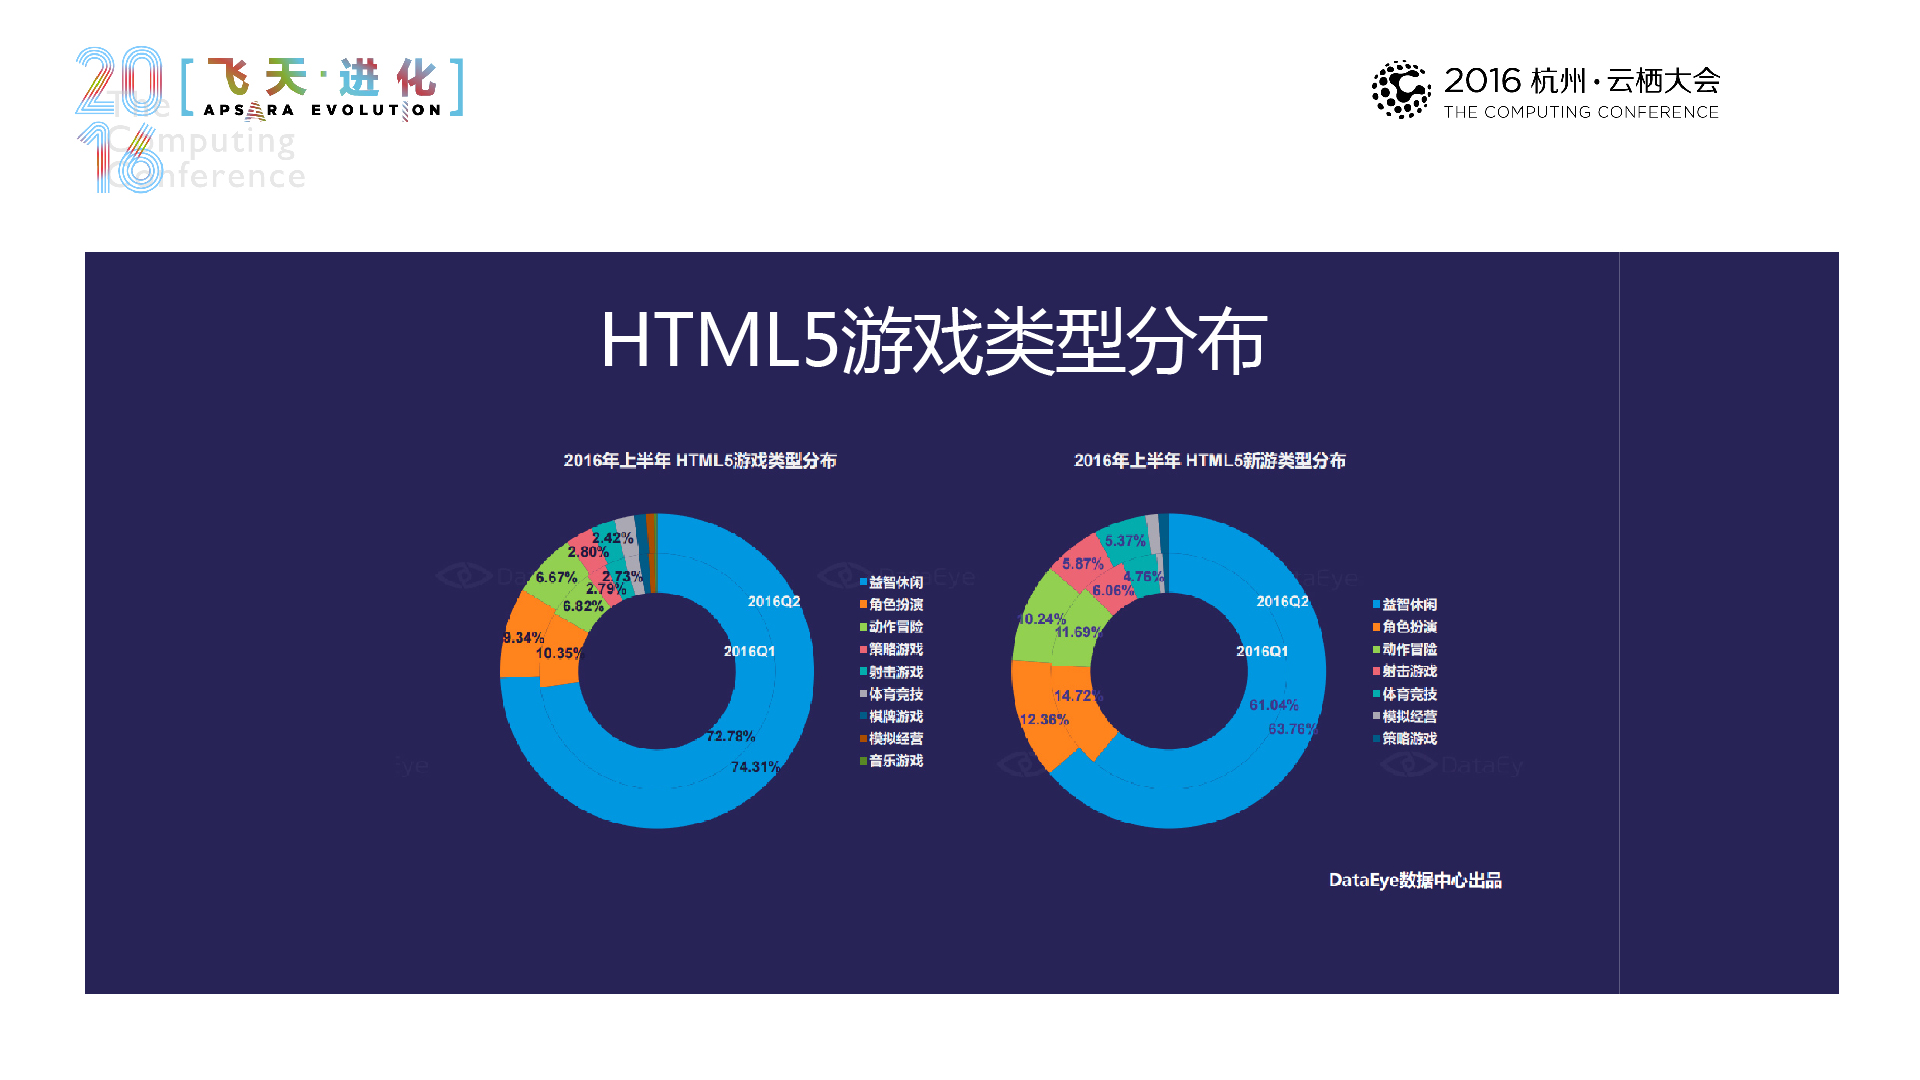 2016
The Computing Conference
[飞天·进化]
APSARA EVOLUTION
2016 杭州·云栖大会
THE COMPUTING CONFERENCE
HTML5游戏类型分布
2016年上半年 HTML5游戏类型分布
2.42%
2.80%
6.67%
2.73%
2.79%
6.82%
9.34%
10.35%
2016Q2
2016Q1
72.78%
74.31%
益智休闲
角色扮演
动作冒险
策略游戏
射击游戏
体育竞技
棋牌游戏
模拟经营
音乐游戏
2016年上半年 HTML5新游类型分布
5.37%
5.87%
4.76%
6.06%
10.24%
11.69%
14.72%
12.36%
2016Q2
2016Q1
61.04%
63.76%
益智休闲
角色扮演
动作冒险
射击游戏
体育竞技
模拟经营
策略游戏
DataEye数据中心出品